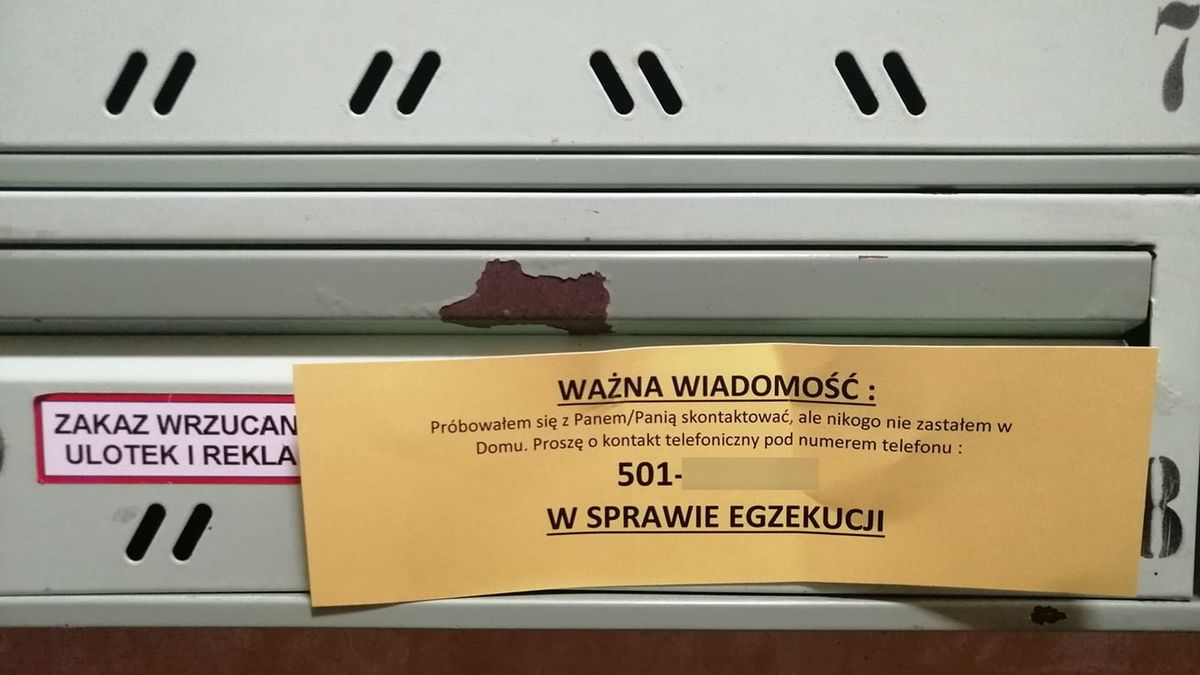 7
ZAKAZ WRZUCAN
ULOTEK I REKLA
WAŻNA WIADOMOŚĆ :
Próbowałem się z Panem/Panią skontaktować, ale nikogo nie zastałem w
Domu. Proszę o kontakt telefoniczny pod numerem telefonu :
501-
W SPRAWIE EGZEKUCJI